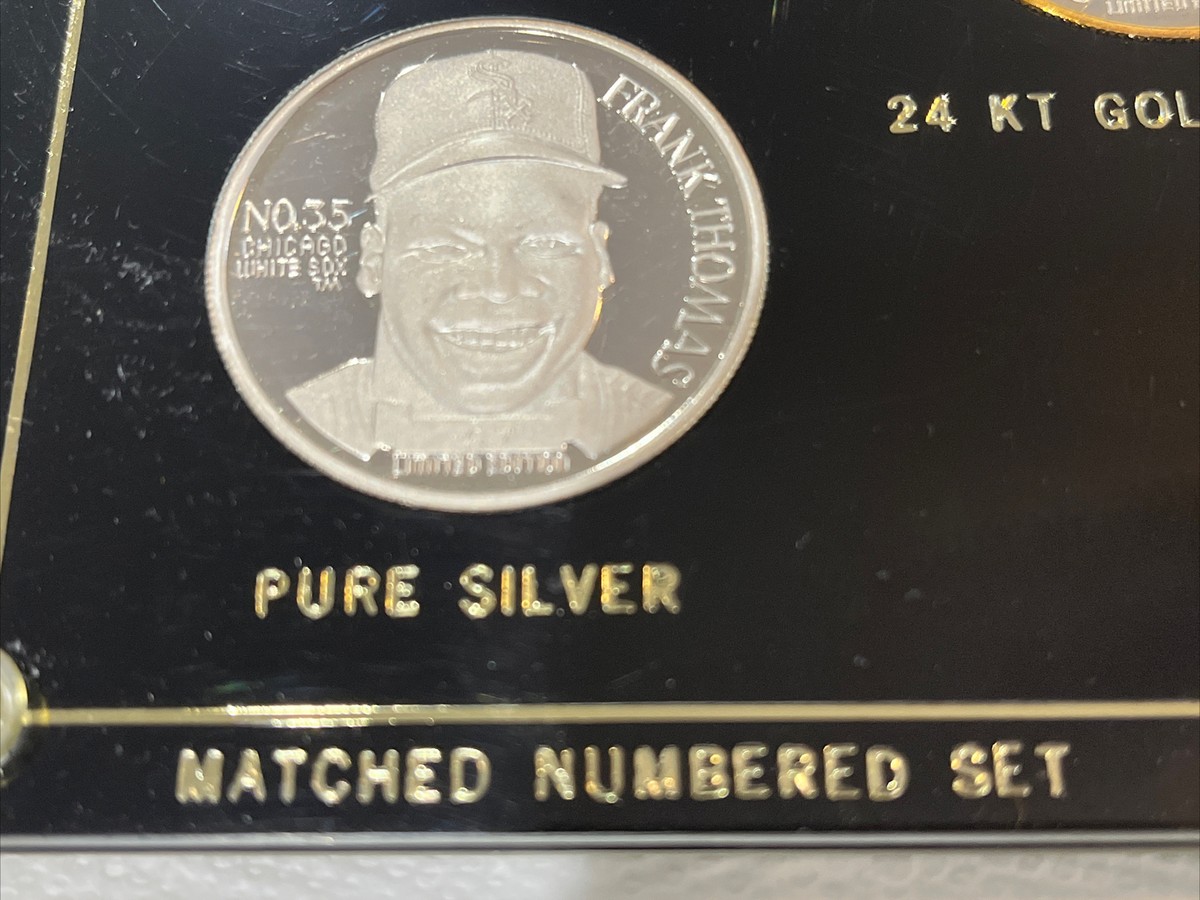 NO.35
CHICAGO
WHITE SOX
TM
FRANK THOMAS
24 KT GOL
PURE SILVER
MATCHED NUMBERED SET